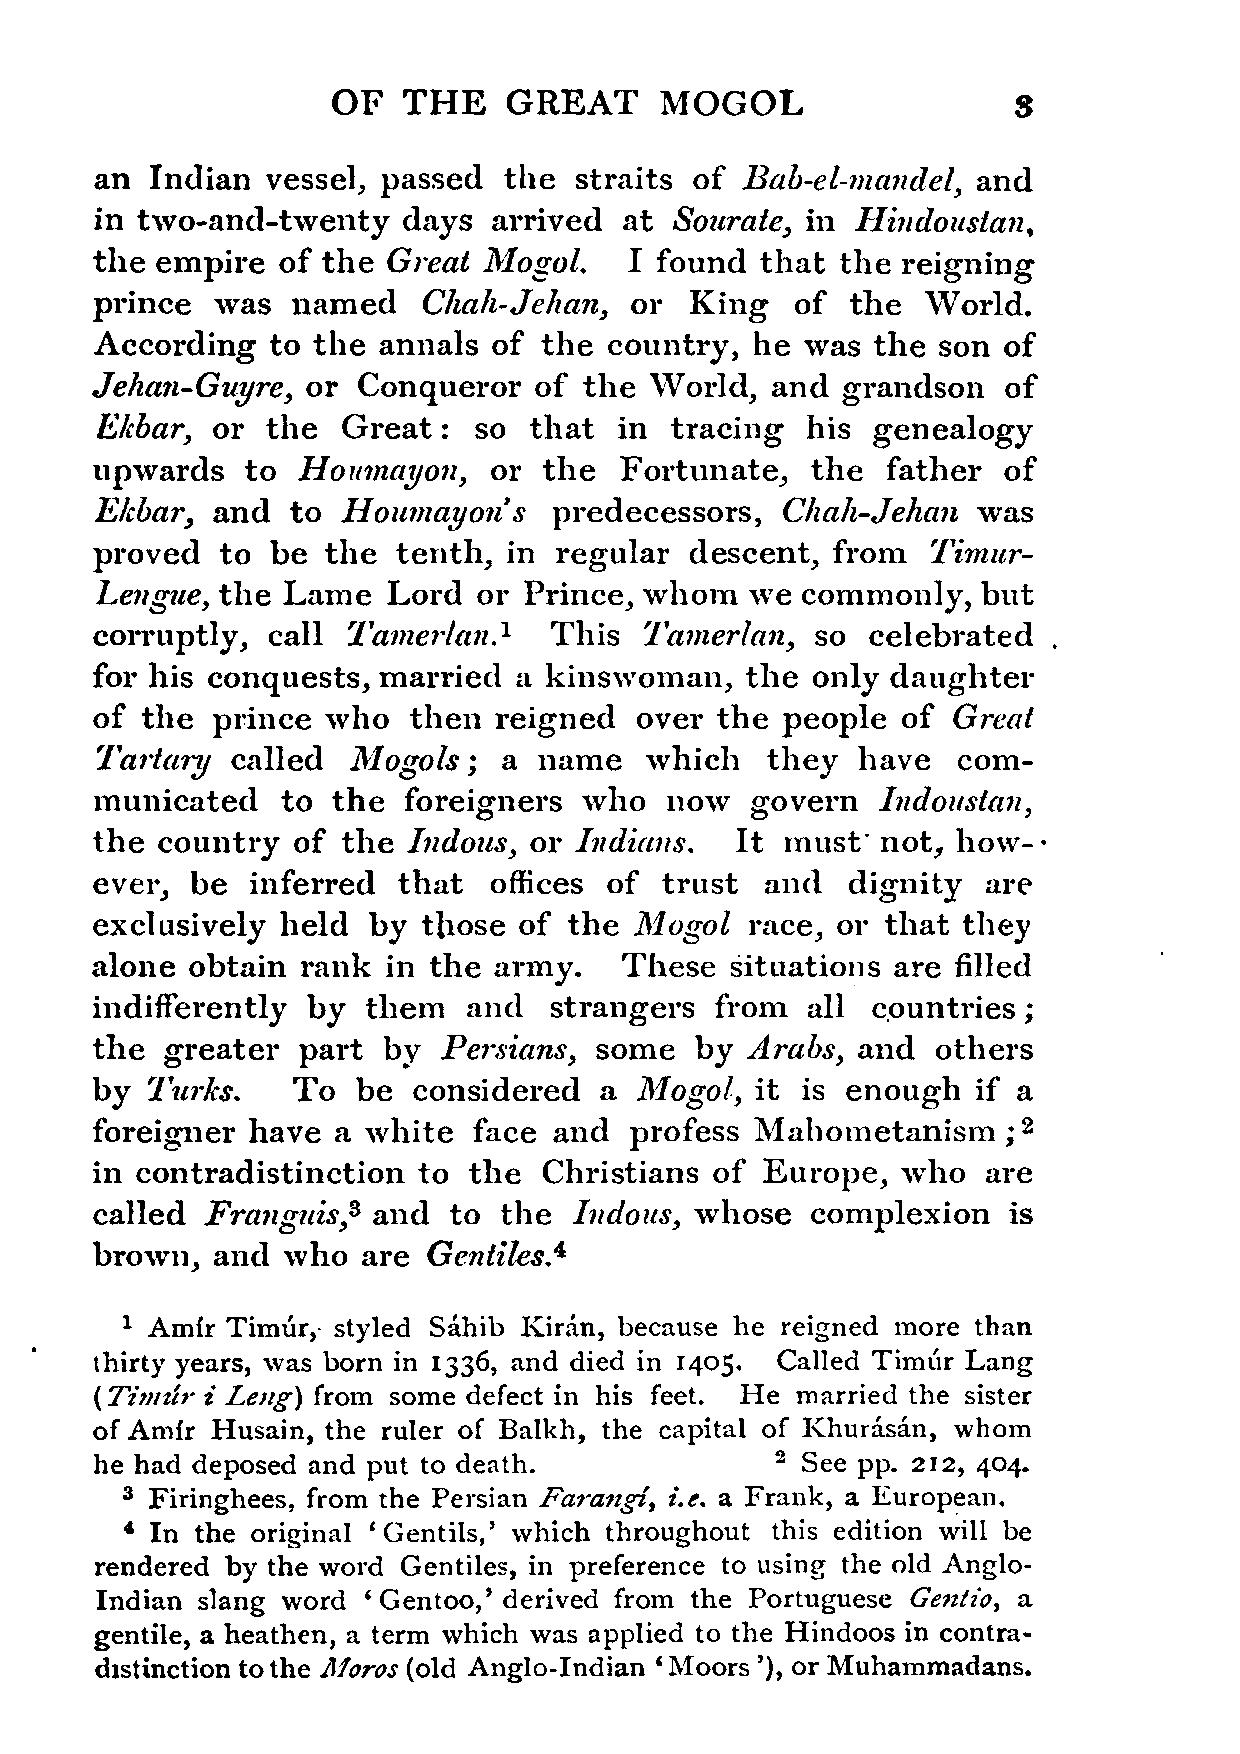 OF THE GREAT MOGOL 3
an Indian vessel, passed the straits of Bab-el-mandel, and
in two-and-twenty days arrived at Sourate, in Hindoustan,
the empire of the Great Mogol. I found that the reigning
prince was named Chah-Jehan, or King of the World.
According to the annals of the country, he was the son of
Jehan-Guyre, or Conqueror of the World, and grandson of
Ekbar, or the Great : so that in tracing his genealogy
upwards to Houmayon, or the Fortunate, the father of
Ekbar, and to Houmayon's predecessors, Chah-Jehan was
proved to be the tenth, in regular descent, from Timur-
Lengue, the Lame Lord or Prince, whom we commonly, but
corruptly, call Tamerlan.¹ This Tamerlan, so celebrated
for his conquests, married a kinswoman, the only daughter
of the prince who then reigned over the people of Great
Tartary called Mogols ; a name which they have com-
municated to the foreigners who now govern Indoustan,
the country of the Indous, or Indians. It must not, how-
ever, be inferred that offices of trust and dignity are
exclusively held by those of the Mogol race, or that they
alone obtain rank in the army. These situations are filled
indifferently by them and strangers from all countries ;
the greater part by Persians, some by Arabs, and others
by Turks. To be considered a Mogol, it is enough if a
foreigner have a white face and profess Mahometanism ;²
in contradistinction to the Christians of Europe, who are
called Franguis,³ and to the Indous, whose complexion is
brown, and who are Gentiles.⁴
¹ Amír Timúr, styled Sáhib Kirán, because he reigned more than
thirty years, was born in 1336, and died in 1405. Called Timúr Lang
(Timúr i Leng) from some defect in his feet. He married the sister
of Amír Husain, the ruler of Balkh, the capital of Khurásán, whom
he had deposed and put to death. ² See pp. 212, 404.
³ Firinghees, from the Persian Farangí, i.e. a Frank, a European.
⁴ In the original ‘Gentils,’ which throughout this edition will be
rendered by the word Gentiles, in preference to using the old Anglo-
Indian slang word ‘Gentoo,’ derived from the Portuguese Gentio, a
gentile, a heathen, a term which was applied to the Hindoos in contra-
distinction to the Moros (old Anglo-Indian ‘Moors’), or Muhammadans.